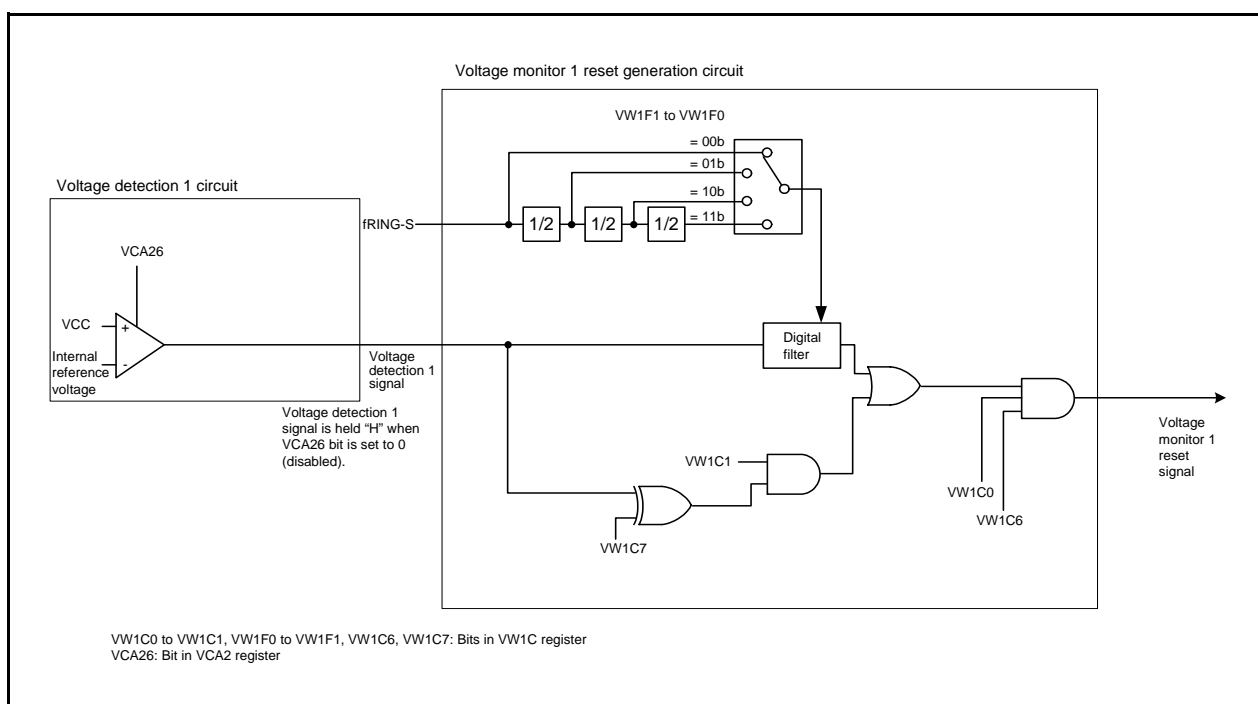 Voltage monitor 1 reset generation circuit
VW1F1 to VW1F0
= 00b
= 01b
= 10b
= 11b
Voltage detection 1 circuit
fRING-S
1/2
1/2
1/2
VCA26
VCC
+
-
Internal
reference
voltage
Voltage
detection 1
signal
Digital
filter
Voltage detection 1
signal is held “H” when
VCA26 bit is set to 0
(disabled).
VW1C1
VW1C7
VW1C0
VW1C6
Voltage
monitor 1
reset
signal
VW1C0 to VW1C1, VW1F0 to VW1F1, VW1C6, VW1C7: Bits in VW1C register
VCA26: Bit in VCA2 register